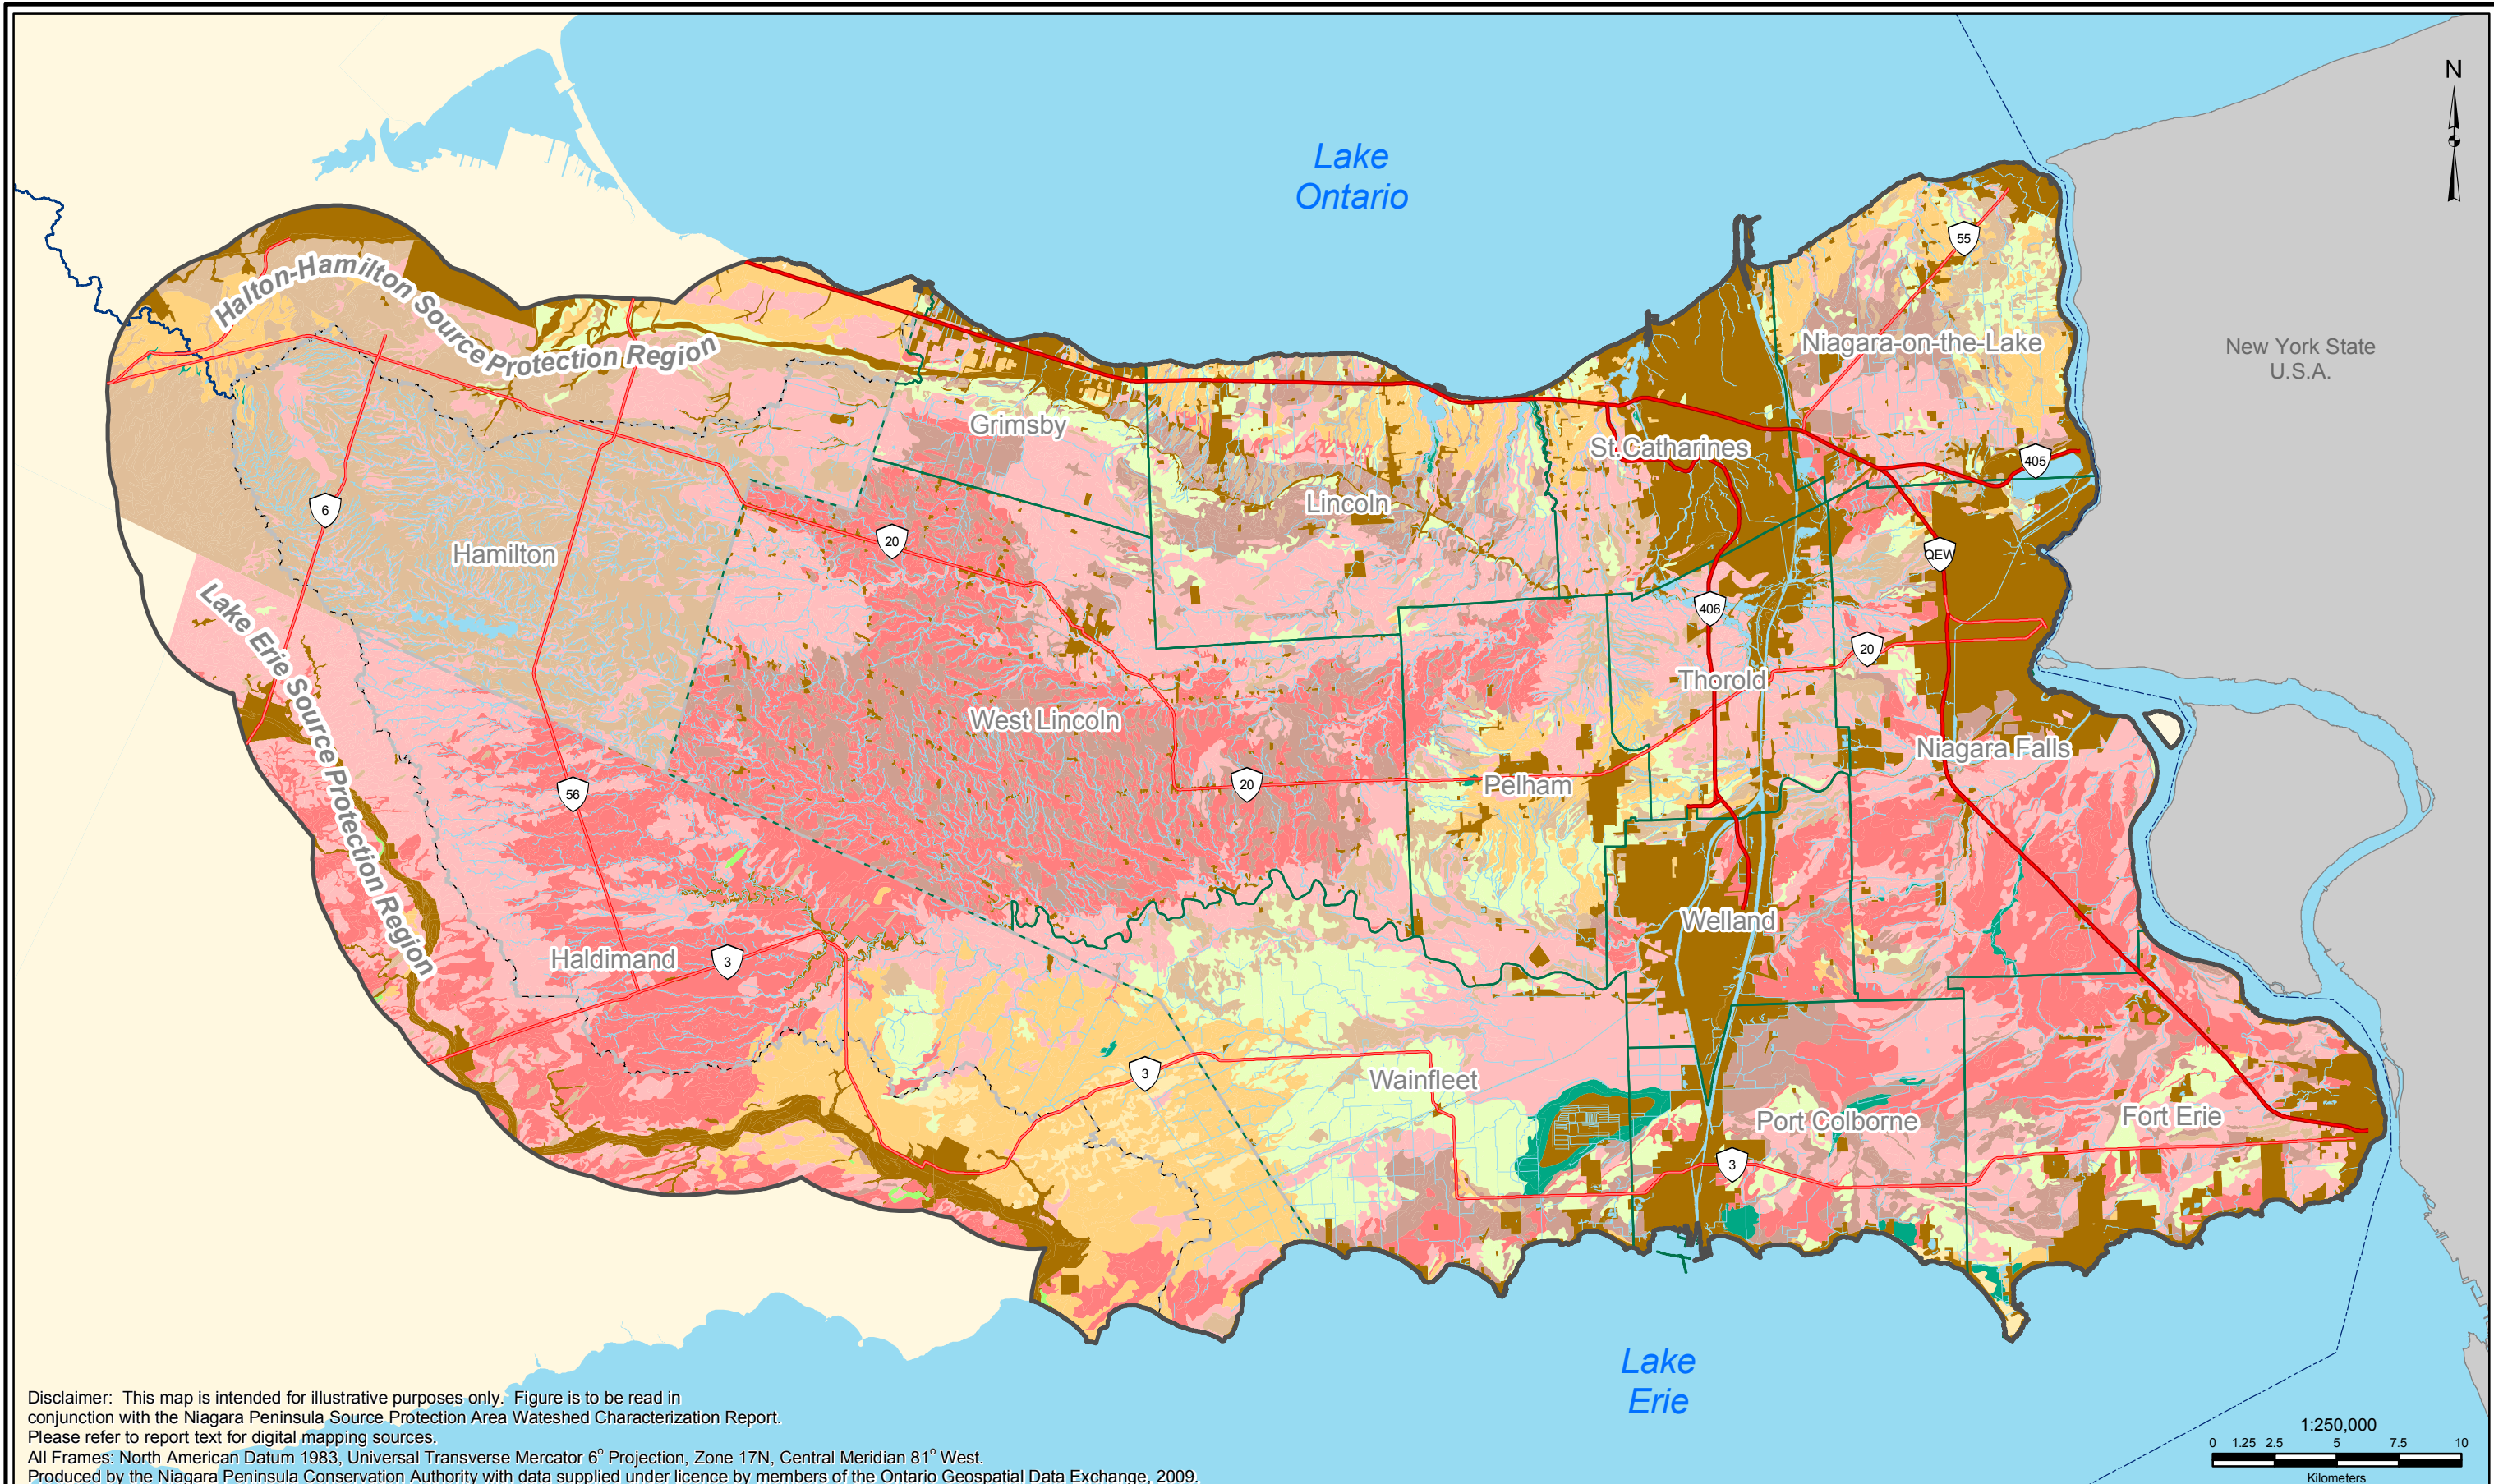 N
Lake
Ontario
55
Halton-Hamilton Source Protection Region
Niagara-on-the-Lake
New York State
U.S.A.
Grimsby
St.Catharines
405
6
Lincoln
20
Hamilton
QEW
Lake Erie Source Protection Region
406
20
Thorold
West Lincoln
Niagara Falls
56
20
Pelham
Welland
Haldimand
3
3
Wainfleet
Port Colborne
Fort Erie
3
Lake
Erie
Disclaimer: This map is intended for illustrative purposes only. Figure is to be read in
conjunction with the Niagara Peninsula Source Protection Area Wateshed Characterization Report.
Please refer to report text for digital mapping sources.
All Frames: North American Datum 1983, Universal Transverse Mercator 6° Projection, Zone 17N, Central Meridian 81° West.
Produced by the Niagara Peninsula Conservation Authority with data supplied under licence by members of the Ontario Geospatial Data Exchange, 2009.
1:250,000
0 1.25 2.5 5 7.5 10
Kilometers